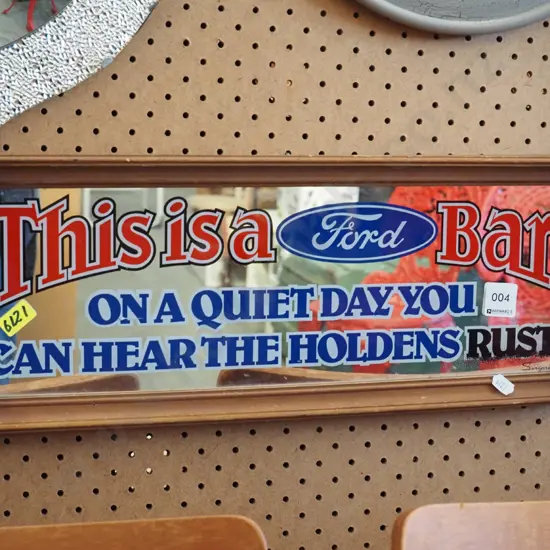 This is a Ford Bar
ON A QUIET DAY YOU
CAN HEAR THE HOLDENS RUST
004
6121